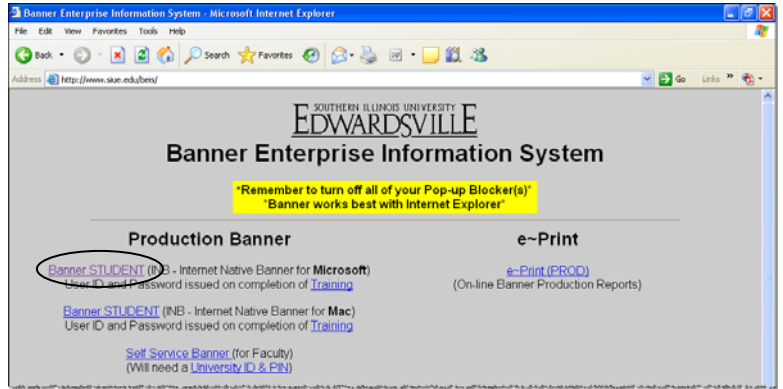 Banner Enterprise Information System - Microsoft Internet Explorer
File Edit View Favorites Tools Help
Back Search Favorites
Address http://www.siue.edu/beis/ Go Links »
SOUTHERN ILLINOIS UNIVERSITY
EDWARDSVILLE
Banner Enterprise Information System
*Remember to turn off all of your Pop-up Blocker(s)*
*Banner works best with Internet Explorer*
Production Banner
Banner STUDENT (INB - Internet Native Banner for Microsoft)
User ID and Password issued on completion of Training
Banner STUDENT (INB - Internet Native Banner for Mac)
User ID and Password issued on completion of Training
Self Service Banner (for Faculty)
(Will need a University ID & PIN)
e~Print
e~Print (PROD)
(On-line Banner Production Reports)